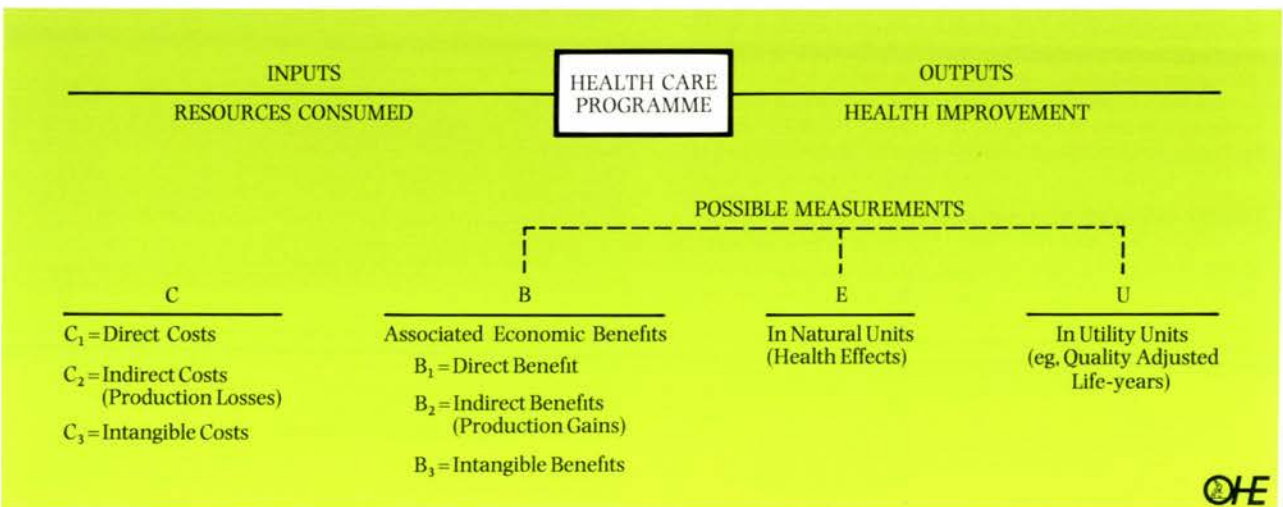 INPUTS
RESOURCES CONSUMED
HEALTH CARE
PROGRAMME
OUTPUTS
HEALTH IMPROVEMENT
POSSIBLE MEASUREMENTS
C
C₁=Direct Costs
C₂=Indirect Costs
(Production Losses)
C₃=Intangible Costs
B
Associated Economic Benefits
B₁=Direct Benefit
B₂=Indirect Benefits
(Production Gains)
B₃=Intangible Benefits
E
In Natural Units
(Health Effects)
U
In Utility Units
(eg, Quality Adjusted
Life-years)
OHE